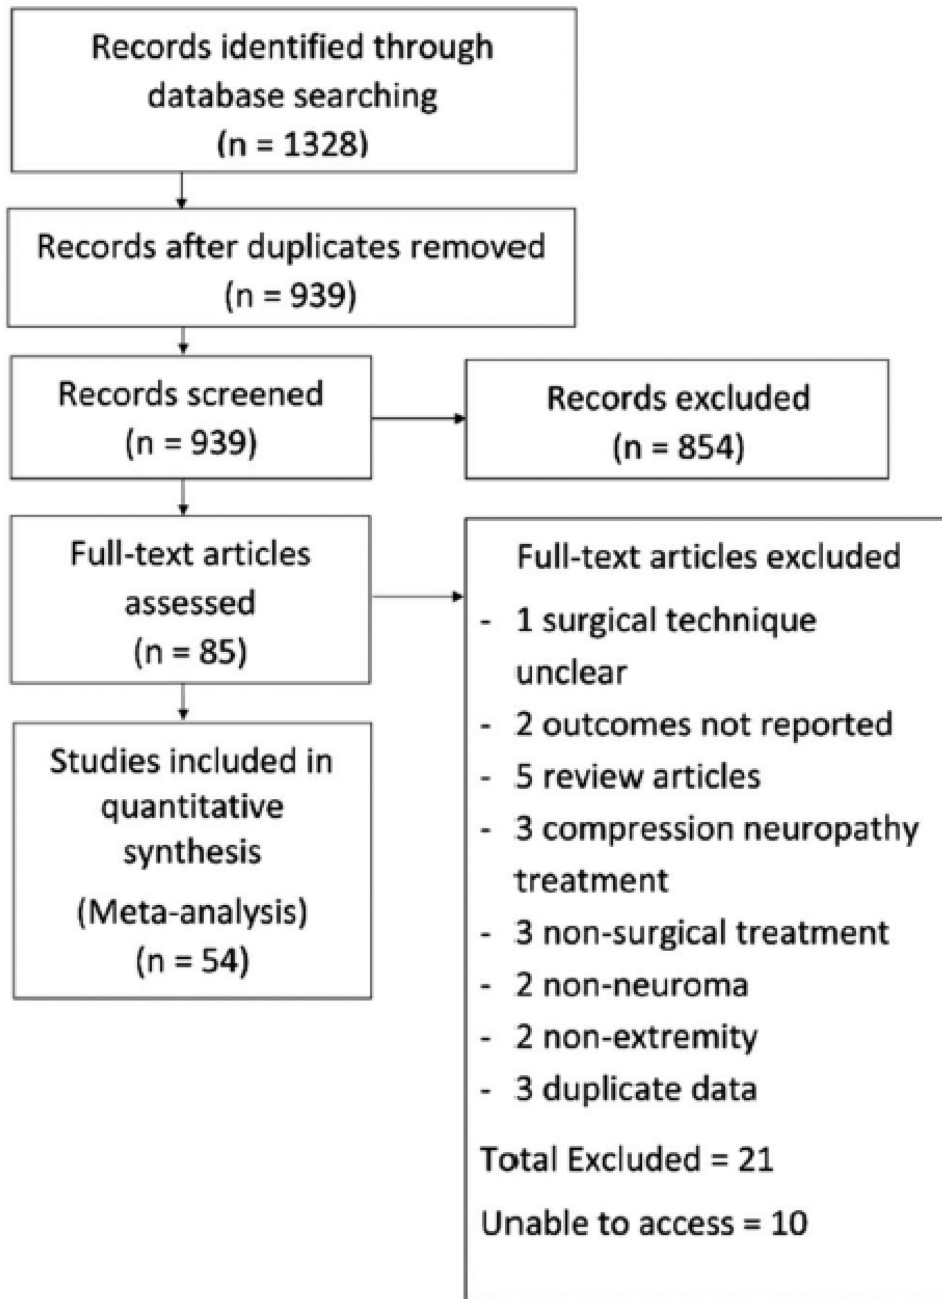 Records identified through
database searching
(n = 1328)
Records after duplicates removed
(n = 939)
Records screened
(n = 939)
Records excluded
(n = 854)
Full-text articles
assessed
(n = 85)
Full-text articles excluded
- 1 surgical technique
unclear
- 2 outcomes not reported
- 5 review articles
- 3 compression neuropathy
treatment
- 3 non-surgical treatment
- 2 non-neuroma
- 2 non-extremity
- 3 duplicate data
Total Excluded = 21
Unable to access = 10
Studies included in
quantitative
synthesis
(Meta-analysis)
(n = 54)